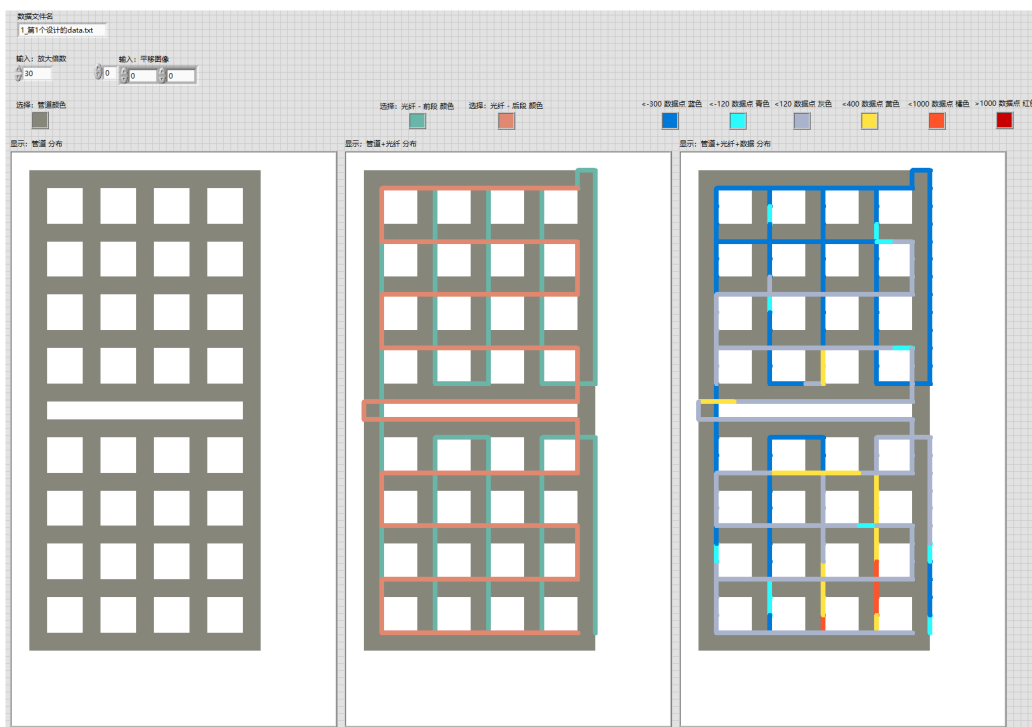 数据文件名
1_第1个设计的data.txt
输入：放大倍数
输入：平移图像
30
0
0
0
选择：管道颜色
选择：光纤 - 前段 颜色
选择：光纤 - 后段 颜色
<-300 数据点 蓝色
<-120 数据点 青色
<120 数据点 灰色
<400 数据点 黄色
<1000 数据点 橘色
>1000 数据点 红色
显示：管道 分布
显示：管道+光纤 分布
显示：管道+光纤+数据 分布